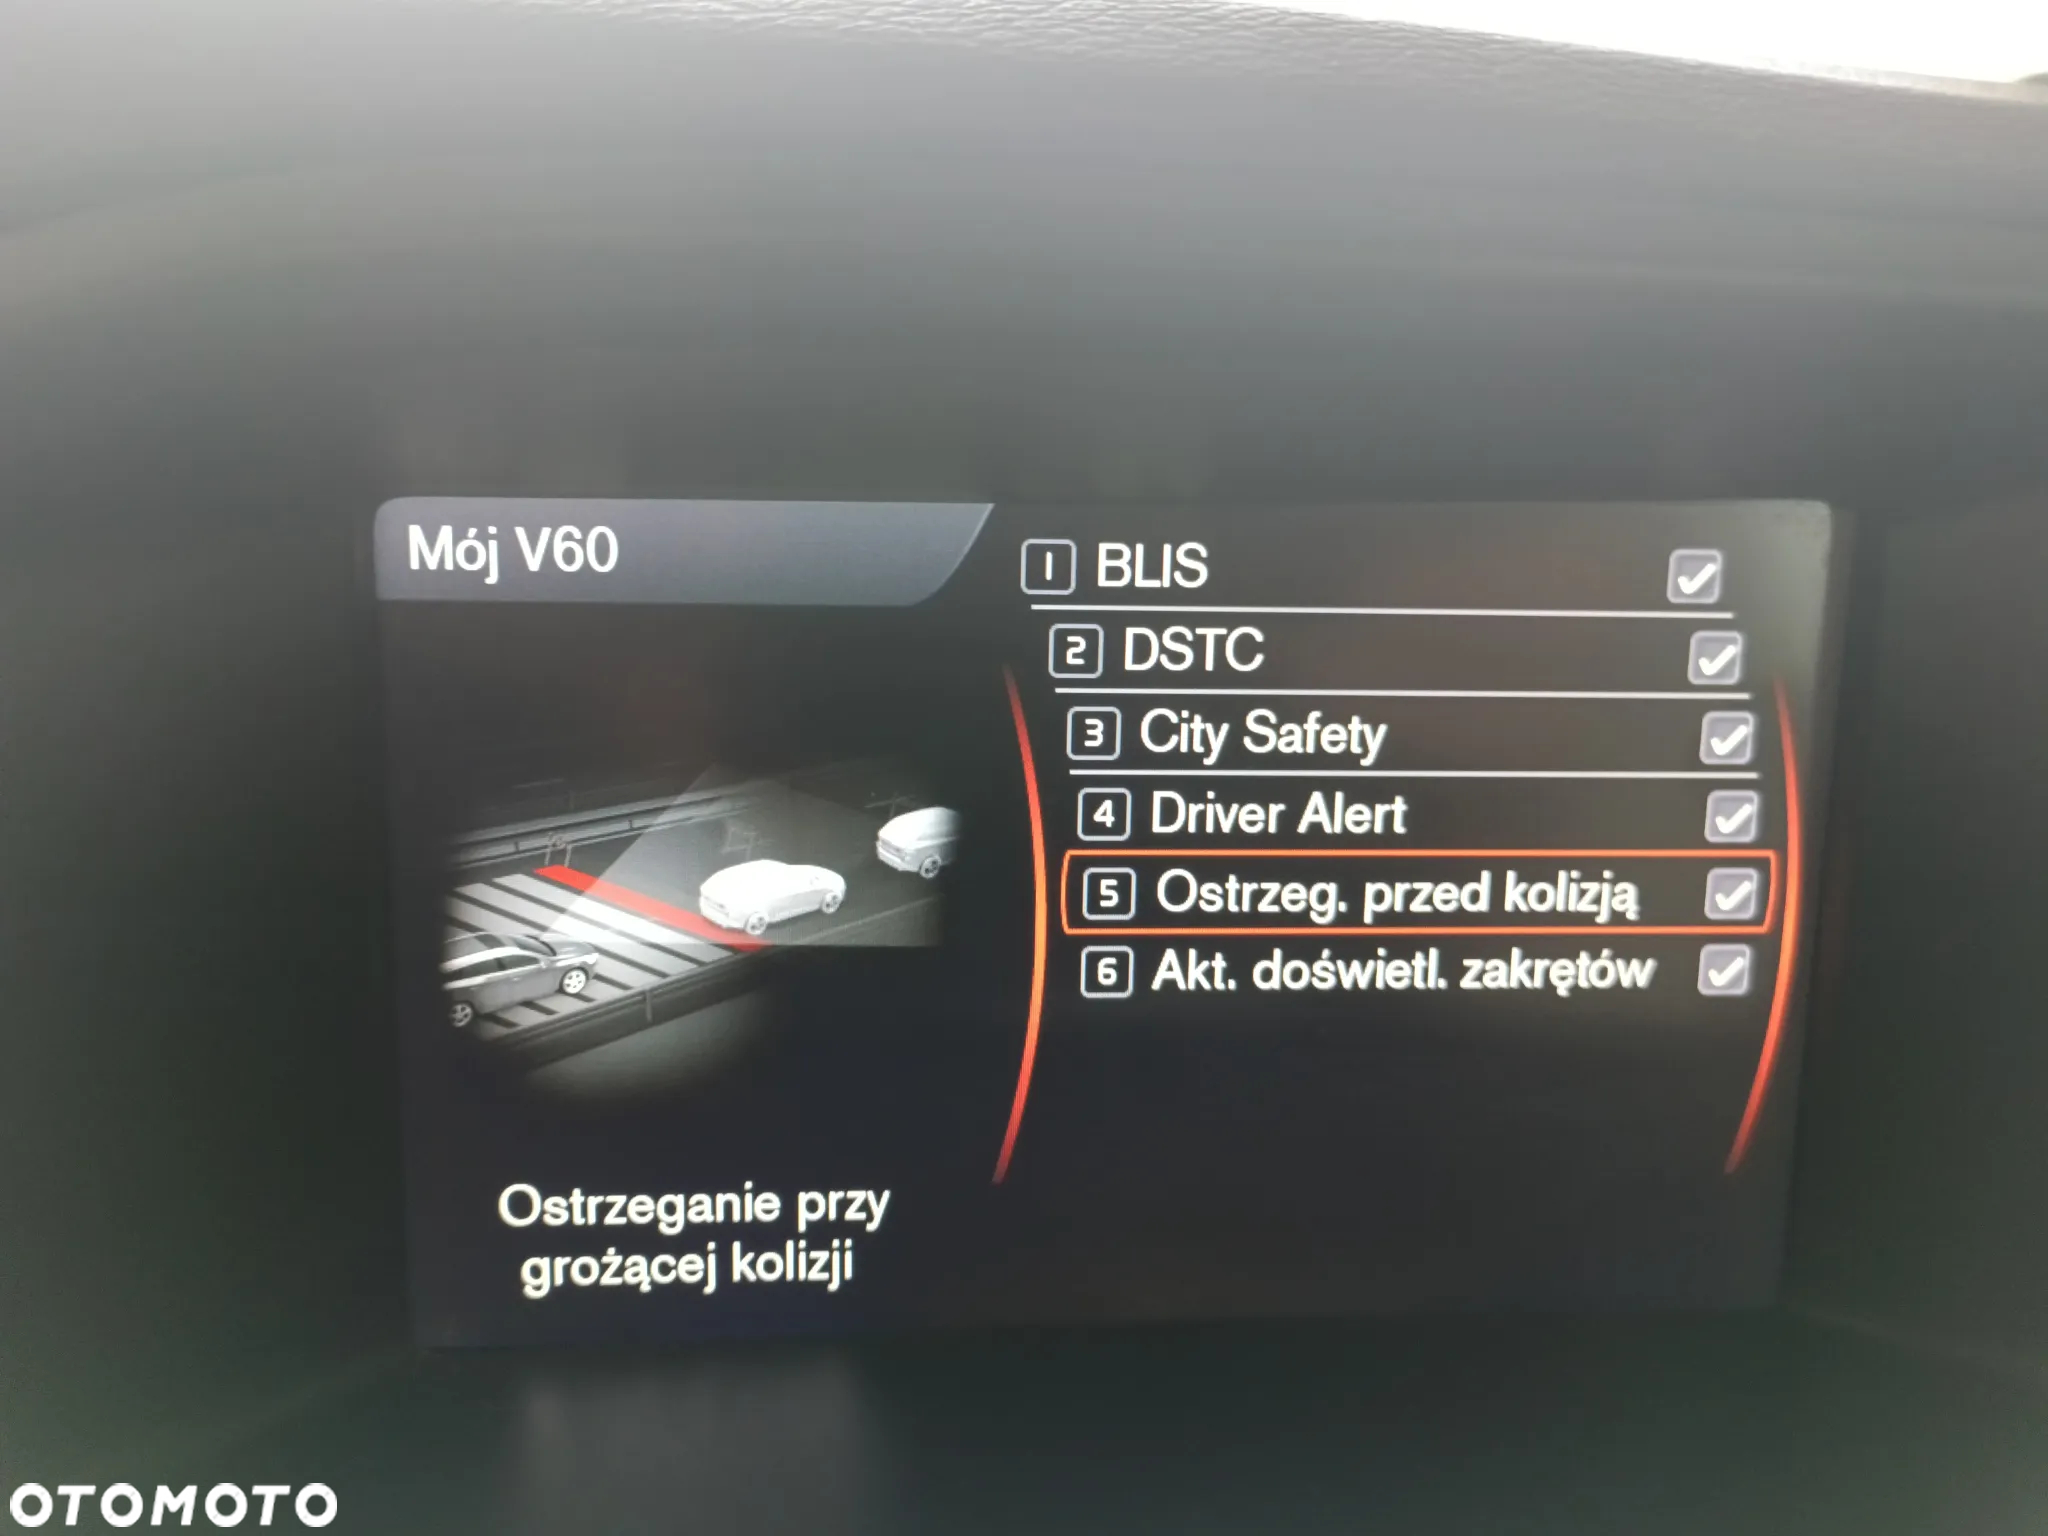 Mój V60
1 BLIS
2 DSTC
3 City Safety
4 Driver Alert
5 Ostrzeg. przed kolizją
6 Akt. doświetl. zakrętów
Ostrzeganie przy
grożącej kolizji
OTOMOTO